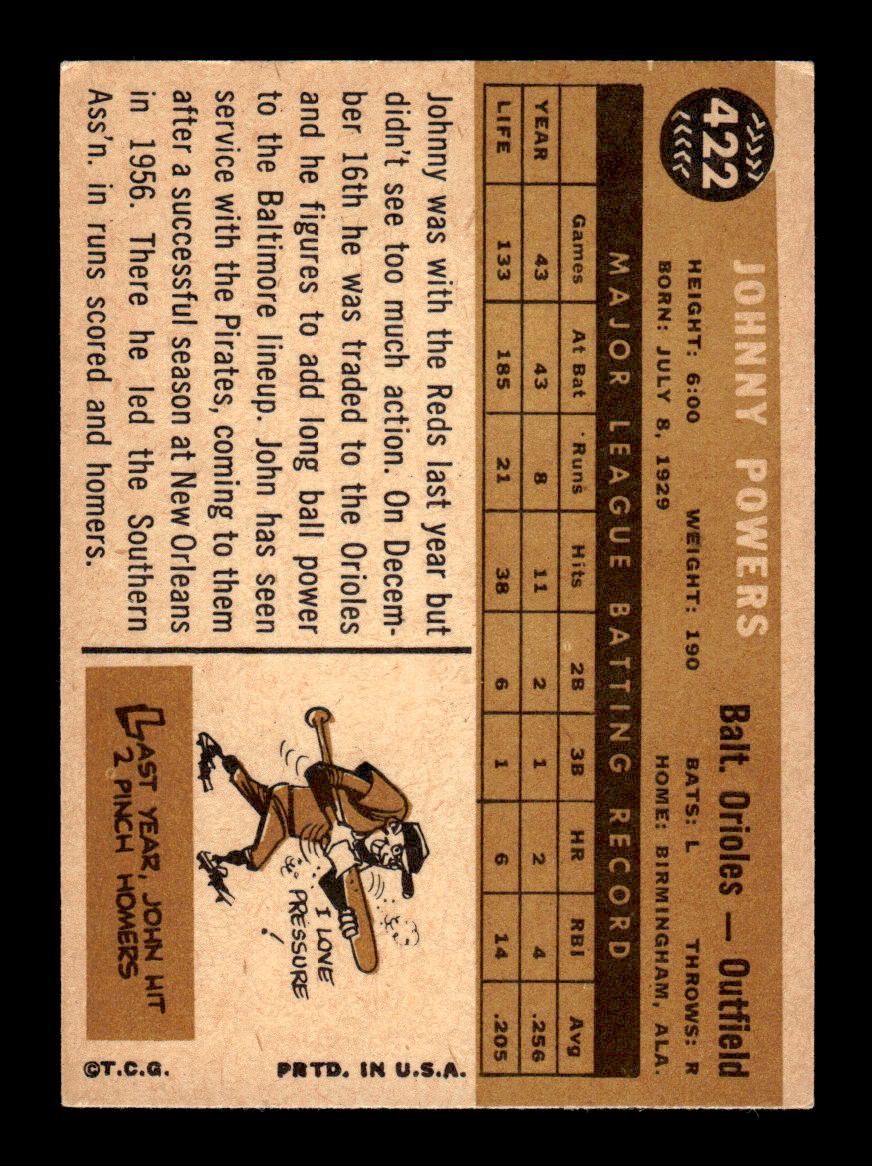 422
JOHNNY POWERS
Balt. Orioles — Outfield
HEIGHT: 6:00 WEIGHT: 190 BATS: L THROWS: R
BORN: JULY 8, 1929 HOME: BIRMINGHAM, ALA.
MAJOR LEAGUE BATTING RECORD
Games At Bat Runs Hits 2B 3B HR RBI Avg
YEAR 43 43 8 11 2 1 2 4 .256
LIFE 133 185 21 38 6 1 6 14 .205
Johnny was with the Reds last year but
didn't see too much action. On Decem-
ber 16th he was traded to the Orioles
and he figures to add long ball power
to the Baltimore lineup. John has seen
service with the Pirates, coming to them
after a successful season at New Orleans
in 1956. There he led the Southern
Ass'n. in runs scored and homers.
I LOVE
PRESSURE
!
LAST YEAR, JOHN HIT
2 PINCH HOMERS
©T.C.G. PRTD. IN U.S.A.